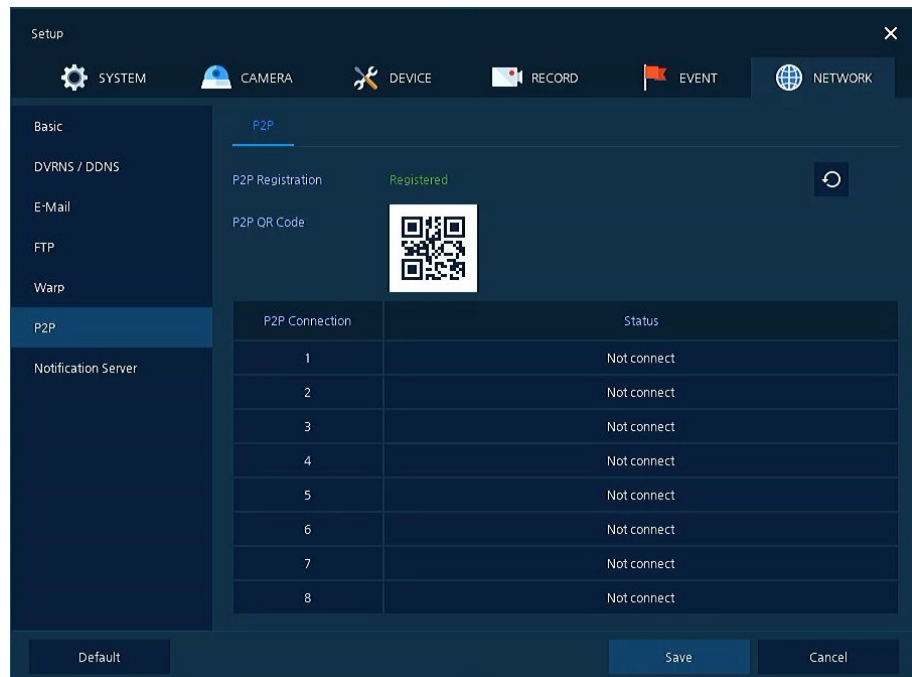 Setup
SYSTEM CAMERA DEVICE RECORD EVENT NETWORK
Basic
DVRNS / DDNS
E-Mail
FTP
Warp
P2P
Notification Server
P2P
P2P Registration Registered
P2P QR Code
P2P Connection Status
1 Not connect
2 Not connect
3 Not connect
4 Not connect
5 Not connect
6 Not connect
7 Not connect
8 Not connect
Default Save Cancel